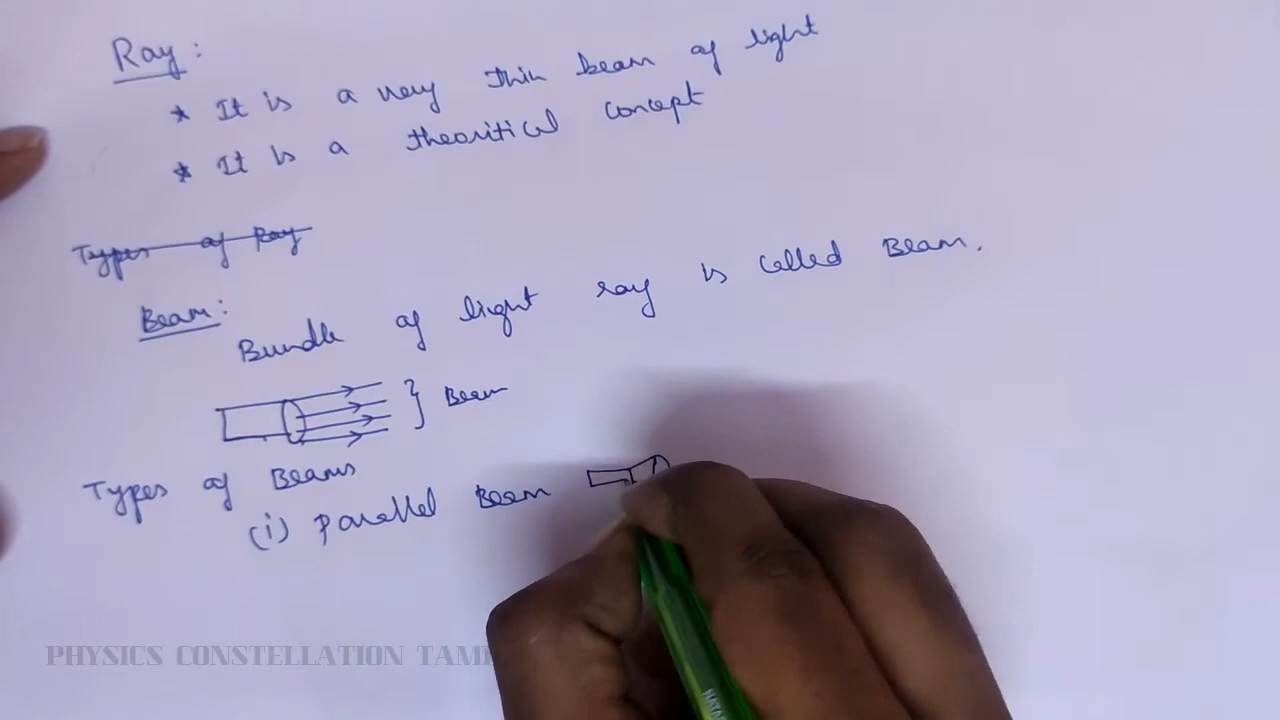 Ray:
* It is a very thin beam of light
* It is a theoritical concept
Types of Ray
Beam:
Bundle of light ray is called Beam.
} Beam
Types of Beams
(i) Parallel Beam
PHYSICS CONSTELLATION